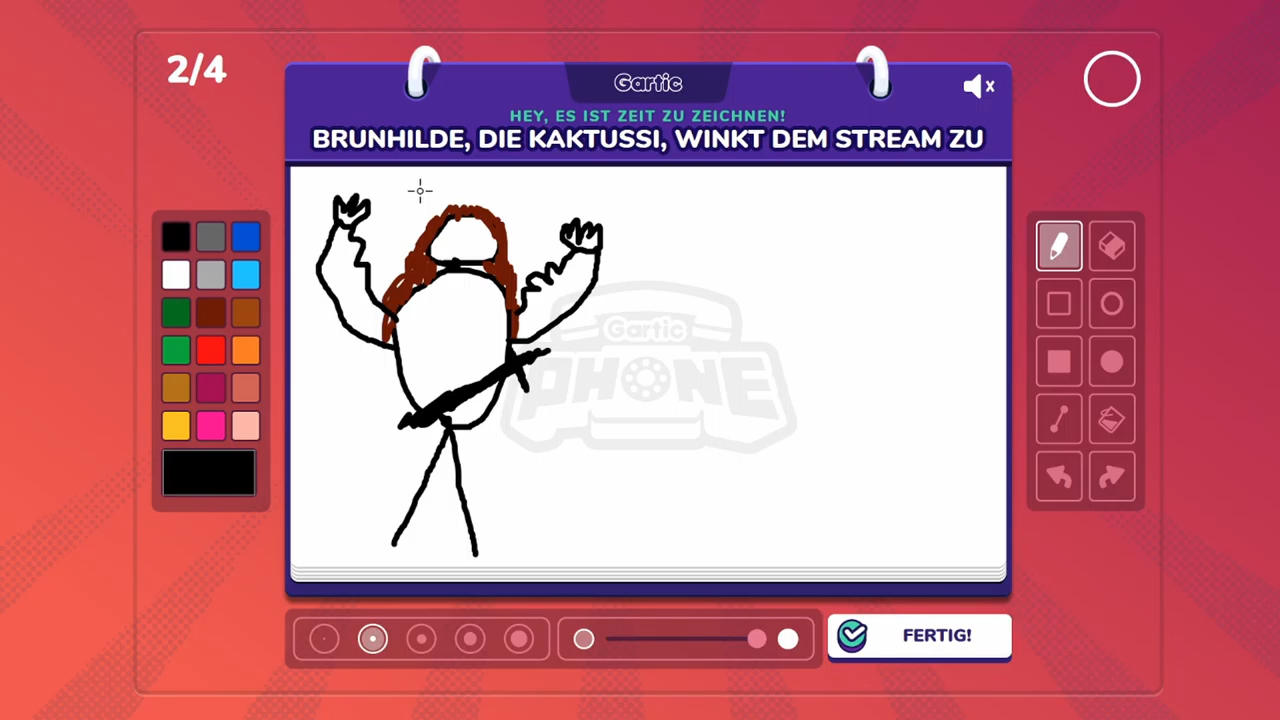 2/4
Gartic
HEY, ES IST ZEIT ZU ZEICHNEN!
BRUNHILDE, DIE KAKTUSSI, WINKT DEM STREAM ZU
Gartic
PHONE
FERTIG!